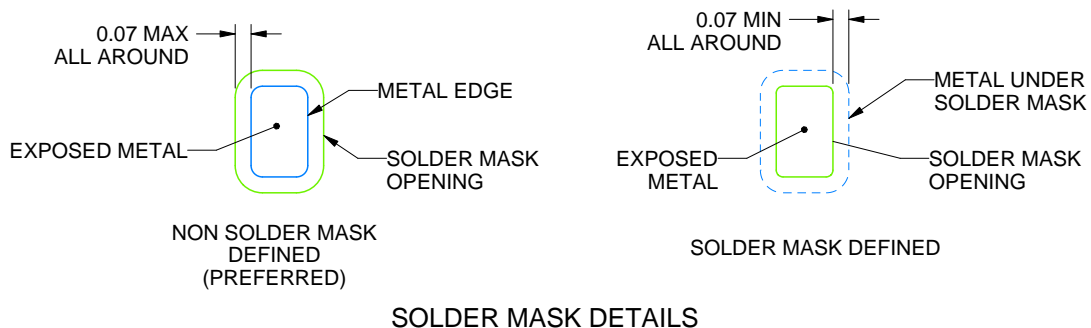 0.07 MAX
ALL AROUND
METAL EDGE
EXPOSED METAL
SOLDER MASK
OPENING
NON SOLDER MASK
DEFINED
(PREFERRED)
0.07 MIN
ALL AROUND
METAL UNDER
SOLDER MASK
EXPOSED
METAL
SOLDER MASK
OPENING
SOLDER MASK DEFINED
SOLDER MASK DETAILS